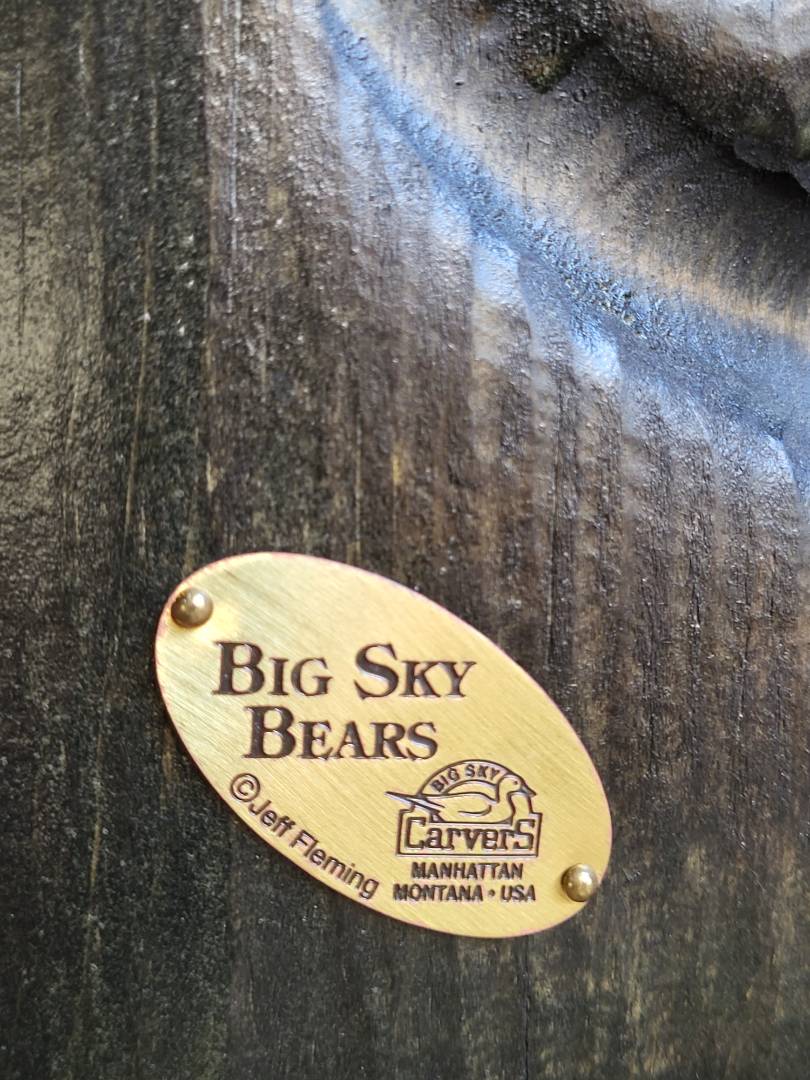 BIG SKY
BEARS
©Jeff Fleming
BIG SKY
CarverS
MANHATTAN
MONTANA • USA